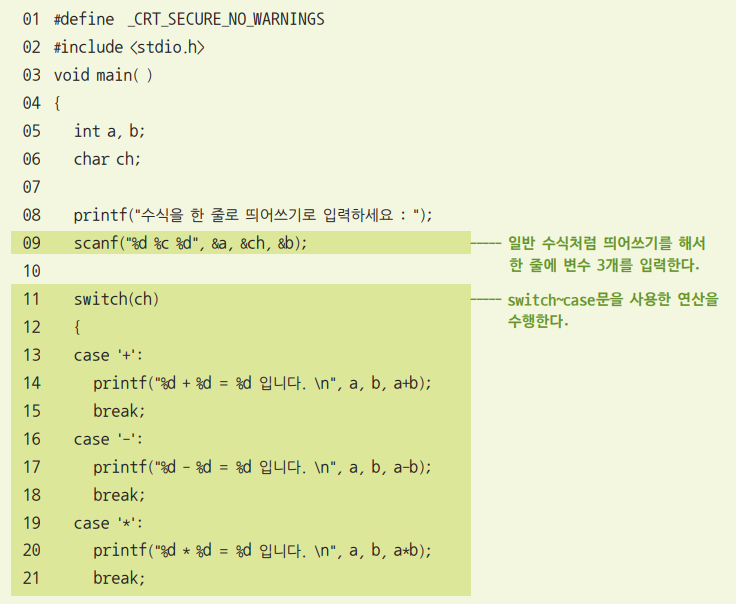 01 #define _CRT_SECURE_NO_WARNINGS
02 #include <stdio.h>
03 void main( )
04 {
05 int a, b;
06 char ch;
07
08 printf("수식을 한 줄로 띄어쓰기로 입력하세요 : ");
09 scanf("%d %c %d", &a, &ch, &b); ----- 일반 수식처럼 띄어쓰기를 해서
한 줄에 변수 3개를 입력한다.
10
11 switch(ch) ----- switch~case문을 사용한 연산을
수행한다.
12 {
13 case '+':
14 printf("%d + %d = %d 입니다. \n", a, b, a+b);
15 break;
16 case '-':
17 printf("%d - %d = %d 입니다. \n", a, b, a-b);
18 break;
19 case '*':
20 printf("%d * %d = %d 입니다. \n", a, b, a*b);
21 break;